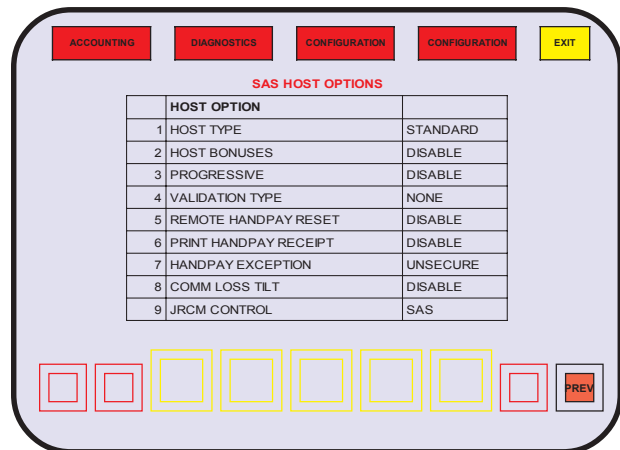 ACCOUNTING DIAGNOSTICS CONFIGURATION CONFIGURATION EXIT
SAS HOST OPTIONS
HOST OPTION
1 HOST TYPE STANDARD
2 HOST BONUSES DISABLE
3 PROGRESSIVE DISABLE
4 VALIDATION TYPE NONE
5 REMOTE HANDPAY RESET DISABLE
6 PRINT HANDPAY RECEIPT DISABLE
7 HANDPAY EXCEPTION UNSECURE
8 COMM LOSS TILT DISABLE
9 JRCM CONTROL SAS
PREV